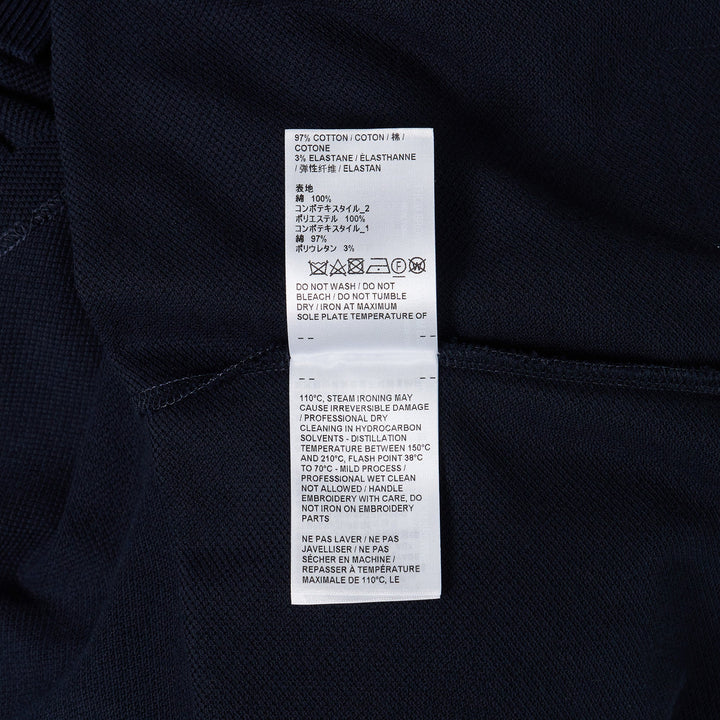 97% COTTON / COTON / 棉 /
COTONE
3% ELASTANE / ÉLASTHANNE
/ 弹性纤维 / ELASTAN
表地
綿 100%
コンポテキスタイル_2
ポリエステル 100%
コンポテキスタイル_1
綿 97%
ポリウレタン 3%
F W
DO NOT WASH / DO NOT
BLEACH / DO NOT TUMBLE
DRY / IRON AT MAXIMUM
SOLE PLATE TEMPERATURE OF
110°C, STEAM IRONING MAY
CAUSE IRREVERSIBLE DAMAGE
/ PROFESSIONAL DRY
CLEANING IN HYDROCARBON
SOLVENTS - DISTILLATION
TEMPERATURE BETWEEN 150°C
AND 210°C, FLASH POINT 38°C
TO 70°C - MILD PROCESS /
PROFESSIONAL WET CLEAN
NOT ALLOWED / HANDLE
EMBROIDERY WITH CARE, DO
NOT IRON ON EMBROIDERY
PARTS
NE PAS LAVER / NE PAS
JAVELLISER / NE PAS
SÉCHER EN MACHINE /
REPASSER À TEMPÉRATURE
MAXIMALE DE 110°C, LE